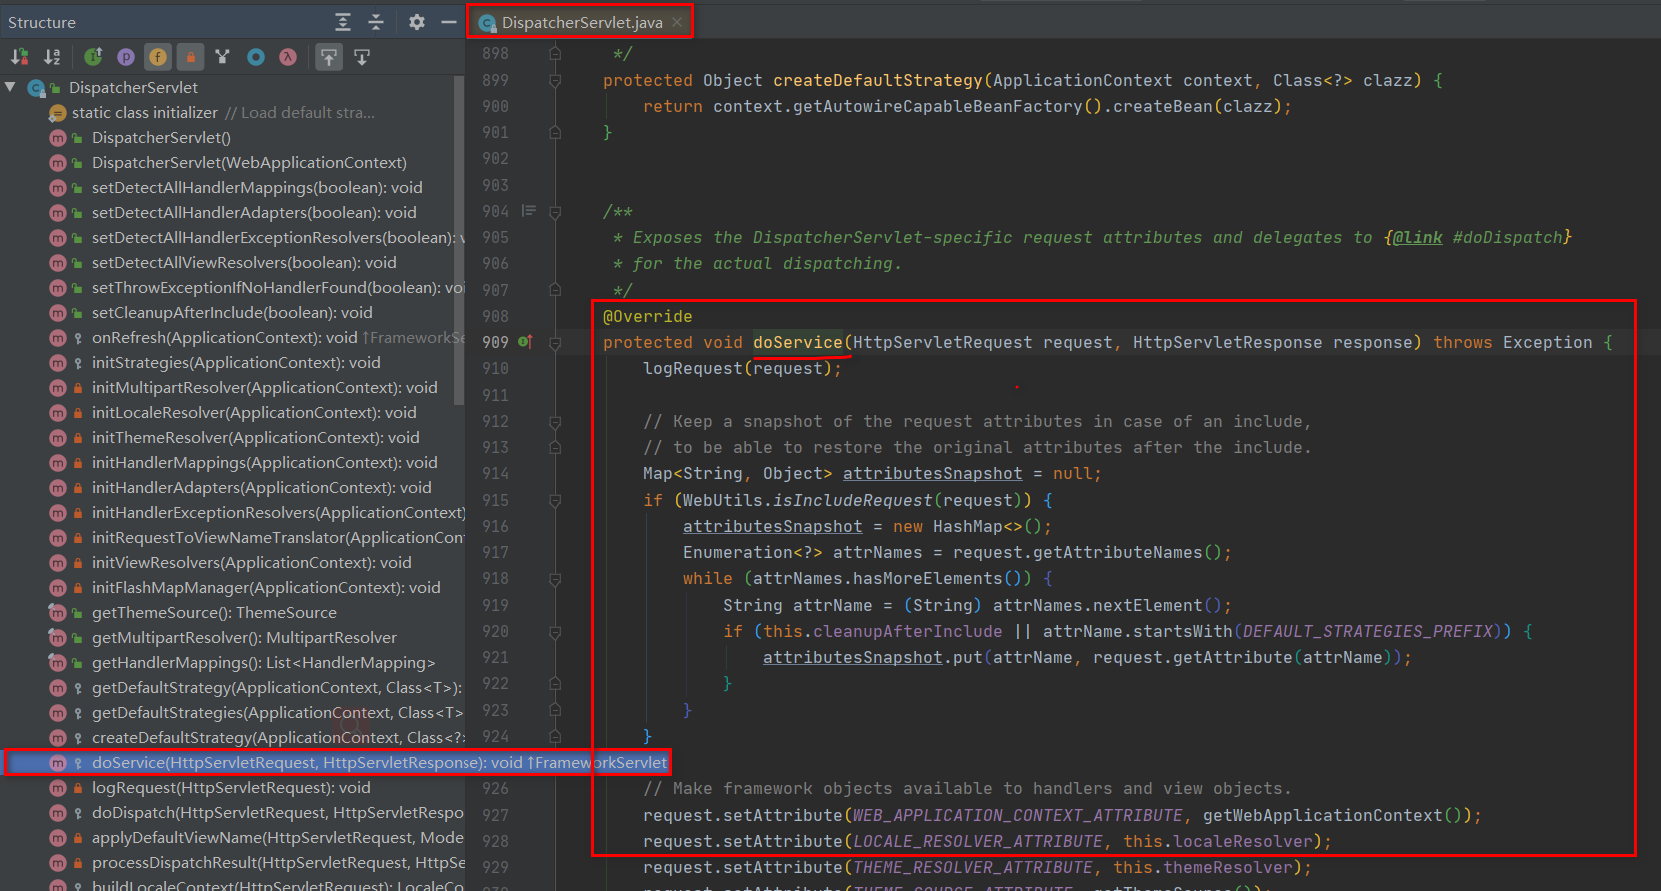 Structure
DispatcherServlet
static class initializer // Load default stra...
DispatcherServlet()
DispatcherServlet(WebApplicationContext)
setDetectAllHandlerMappings(boolean): void
setDetectAllHandlerAdapters(boolean): void
setDetectAllHandlerExceptionResolvers(boolean): v
setDetectAllViewResolvers(boolean): void
setThrowExceptionIfNoHandlerFound(boolean): voi
setCleanupAfterInclude(boolean): void
onRefresh(ApplicationContext): void ↑FrameworkSe
initStrategies(ApplicationContext): void
initMultipartResolver(ApplicationContext): void
initLocaleResolver(ApplicationContext): void
initThemeResolver(ApplicationContext): void
initHandlerMappings(ApplicationContext): void
initHandlerAdapters(ApplicationContext): void
initHandlerExceptionResolvers(ApplicationContext)
initRequestToViewNameTranslator(ApplicationCont
initViewResolvers(ApplicationContext): void
initFlashMapManager(ApplicationContext): void
getThemeSource(): ThemeSource
getMultipartResolver(): MultipartResolver
getHandlerMappings(): List<HandlerMapping>
getDefaultStrategy(ApplicationContext, Class<T>):
getDefaultStrategies(ApplicationContext, Class<T>
createDefaultStrategy(ApplicationContext, Class<?>
doService(HttpServletRequest, HttpServletResponse): void ↑FrameworkServlet
logRequest(HttpServletRequest): void
doDispatch(HttpServletRequest, HttpServletRespo
applyDefaultViewName(HttpServletRequest, Mode
processDispatchResult(HttpServletRequest, HttpSe
buildLocaleContext(HttpServletRequest): LocaleCo
DispatcherServlet.java
898 */
899 protected Object createDefaultStrategy(ApplicationContext context, Class<?> clazz) {
900 return context.getAutowireCapableBeanFactory().createBean(clazz);
901 }
902
903
904 /**
905 * Exposes the DispatcherServlet-specific request attributes and delegates to {@link #doDispatch}
906 * for the actual dispatching.
907 */
908 @Override
909 protected void doService(HttpServletRequest request, HttpServletResponse response) throws Exception {
910 logRequest(request);
911
912 // Keep a snapshot of the request attributes in case of an include,
913 // to be able to restore the original attributes after the include.
914 Map<String, Object> attributesSnapshot = null;
915 if (WebUtils.isIncludeRequest(request)) {
916 attributesSnapshot = new HashMap<>();
917 Enumeration<?> attrNames = request.getAttributeNames();
918 while (attrNames.hasMoreElements()) {
919 String attrName = (String) attrNames.nextElement();
920 if (this.cleanupAfterInclude || attrName.startsWith(DEFAULT_STRATEGIES_PREFIX)) {
921 attributesSnapshot.put(attrName, request.getAttribute(attrName));
922 }
923 }
924 }
926 // Make framework objects available to handlers and view objects.
927 request.setAttribute(WEB_APPLICATION_CONTEXT_ATTRIBUTE, getWebApplicationContext());
928 request.setAttribute(LOCALE_RESOLVER_ATTRIBUTE, this.localeResolver);
929 request.setAttribute(THEME_RESOLVER_ATTRIBUTE, this.themeResolver);
request.setAttribute(THEME_SOURCE_ATTRIBUTE, getThemeSource());